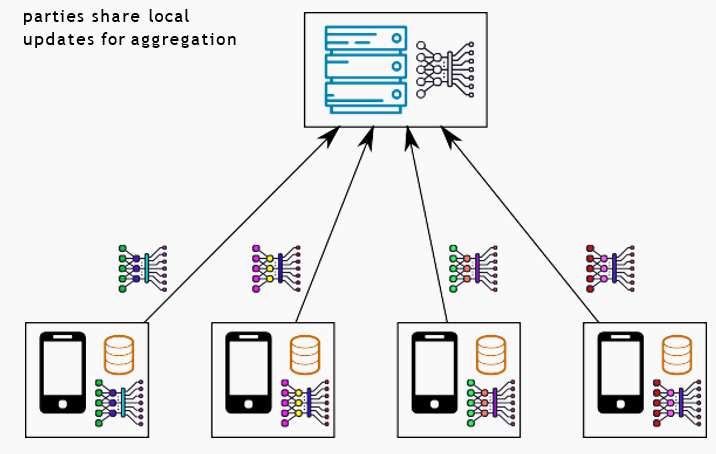 parties share local
updates for aggregation